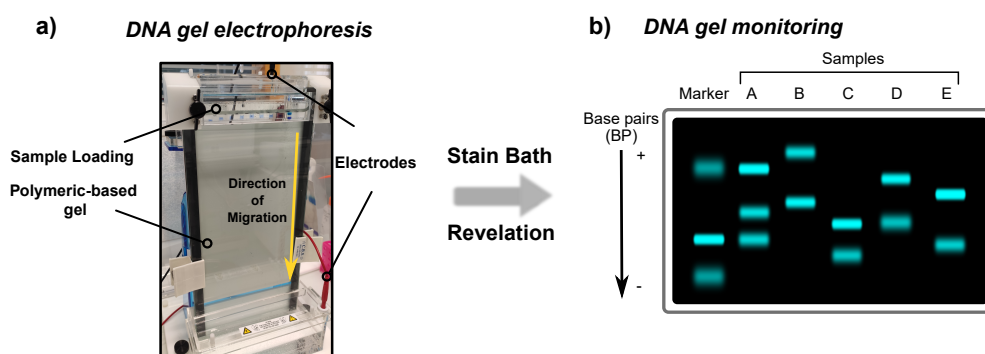 a)
DNA gel electrophoresis
Sample Loading
Polymeric-based
gel
Direction
of
Migration
Electrodes
Stain Bath
Revelation
b)
DNA gel monitoring
Samples
Marker A B C D E
Base pairs
(BP)
+
-